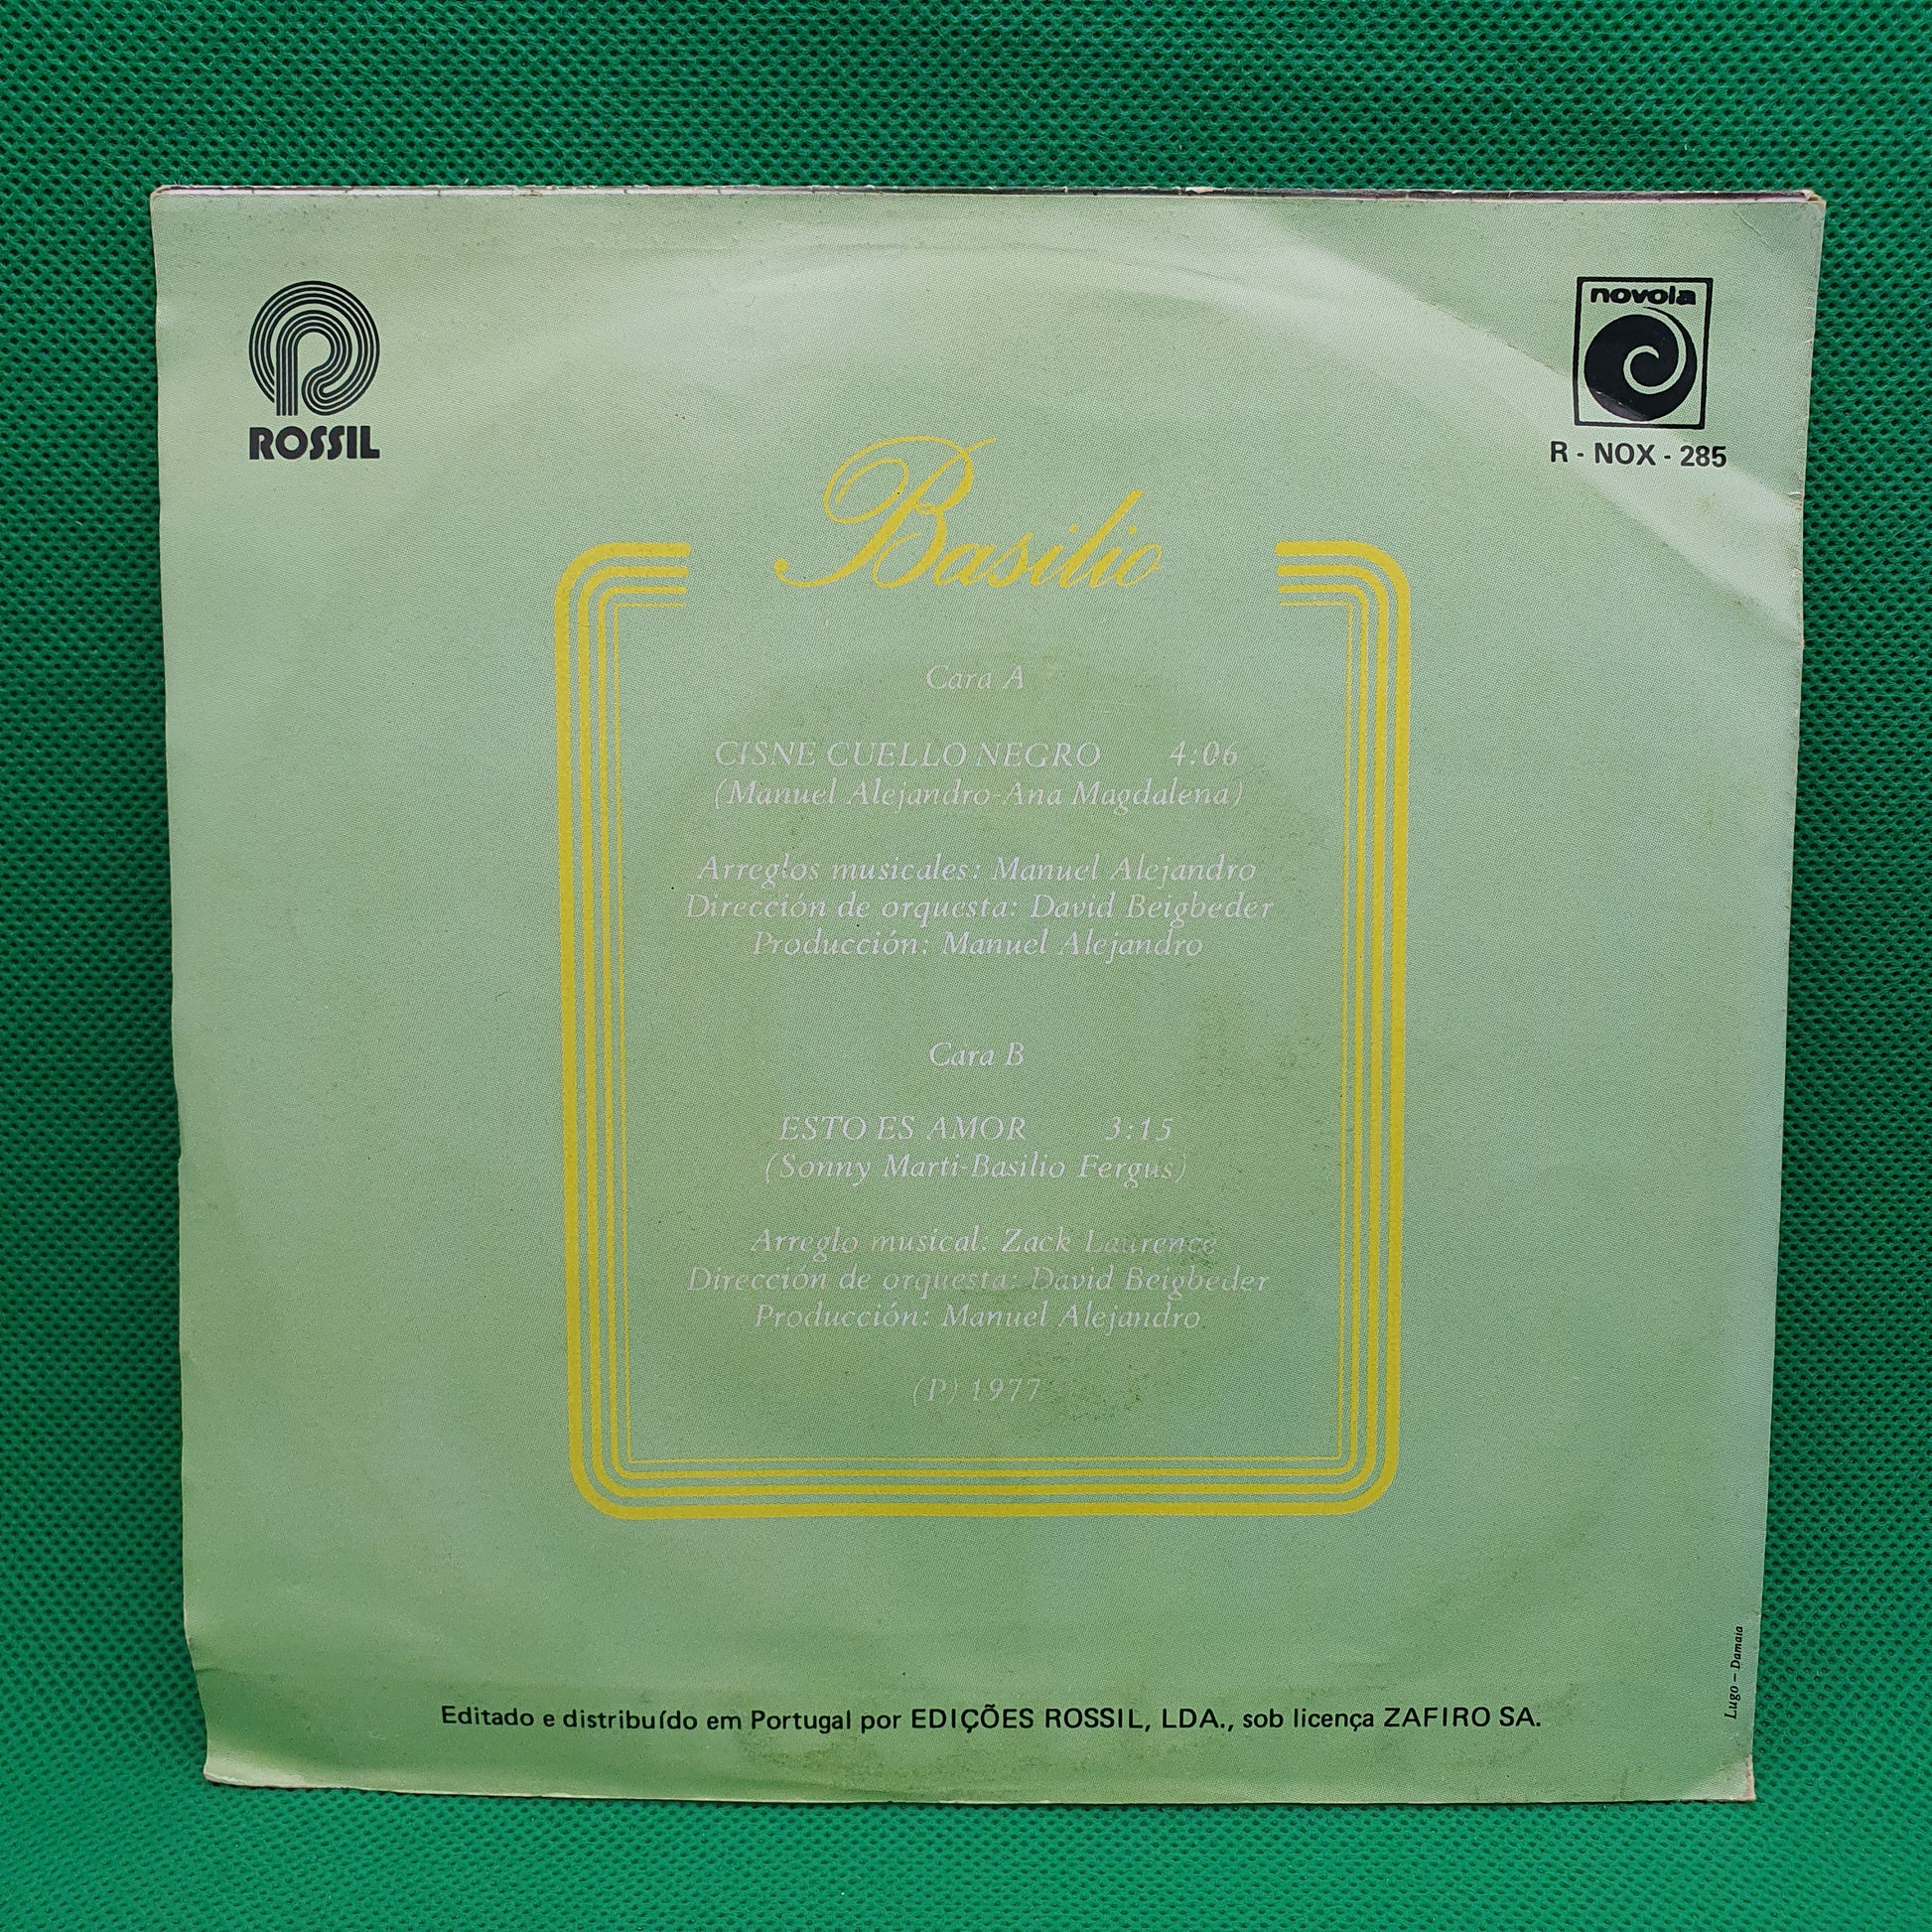 ROSSIL
novola
R - NOX - 285
Basilio
Cara A
CISNE CUELLO NEGRO 4:06
(Manuel Alejandro-Ana Magdalena)
Arreglos musicales: Manuel Alejandro
Dirección de orquesta: David Beigbeder
Producción: Manuel Alejandro
Cara B
ESTO ES AMOR 3:15
(Sonny Marti-Basilio Fergus)
Arreglo musical: Zack Laurence
Dirección de orquesta: David Beigbeder
Producción: Manuel Alejandro
(P) 1977
Lugo – Damaia
Editado e distribuído em Portugal por EDIÇÕES ROSSIL, LDA., sob licença ZAFIRO SA.